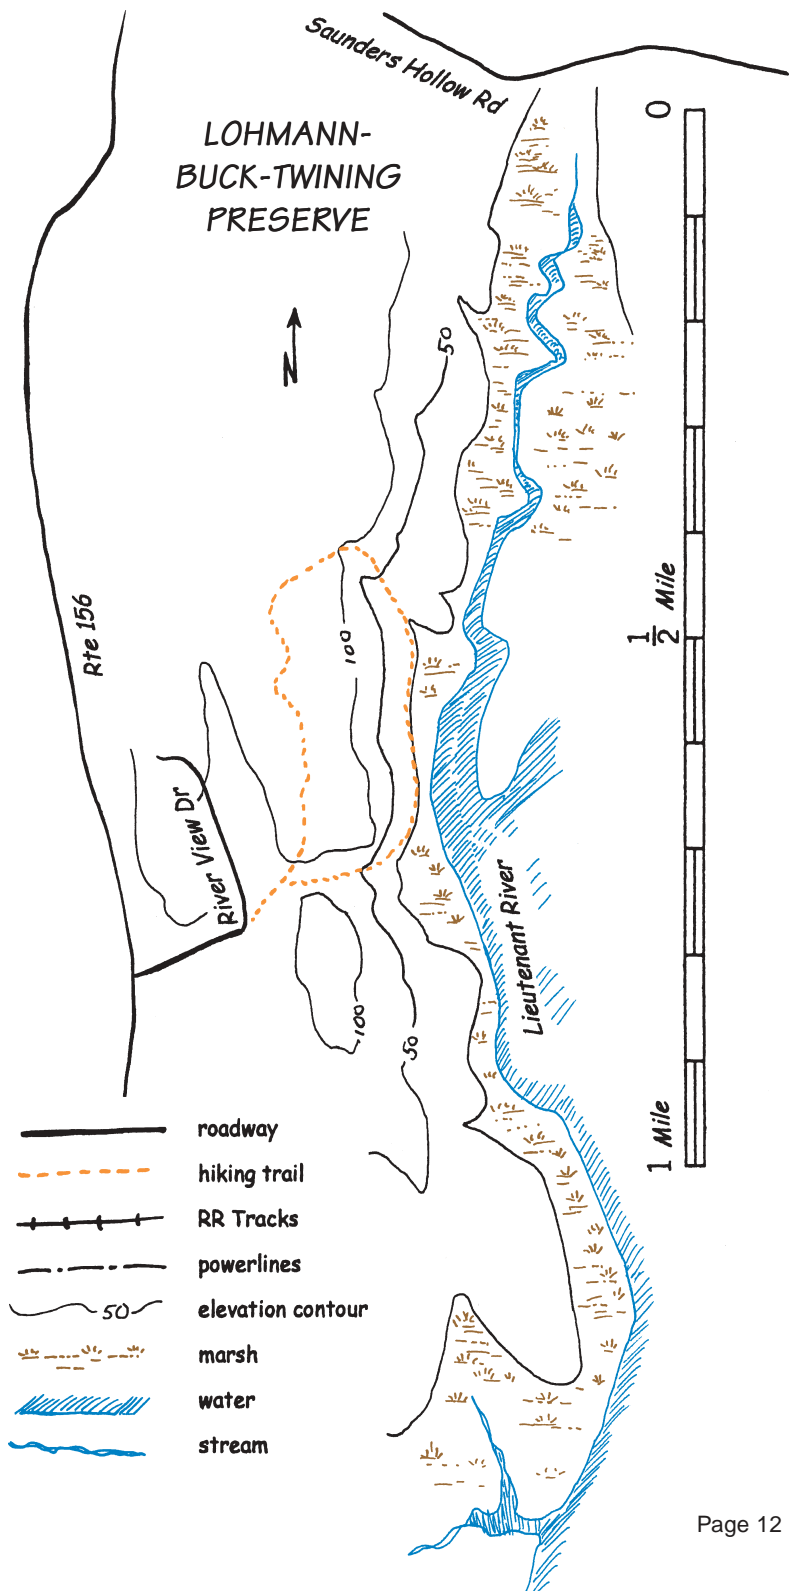 Saunders Hollow Rd
LOHMANN-
BUCK-TWINING
PRESERVE
0
50
N
Rte 156
100
1/2 Mile
River View Dr
Lieutenant River
100
50
1 Mile
roadway
hiking trail
RR Tracks
powerlines
50
elevation contour
marsh
water
stream
Page 12